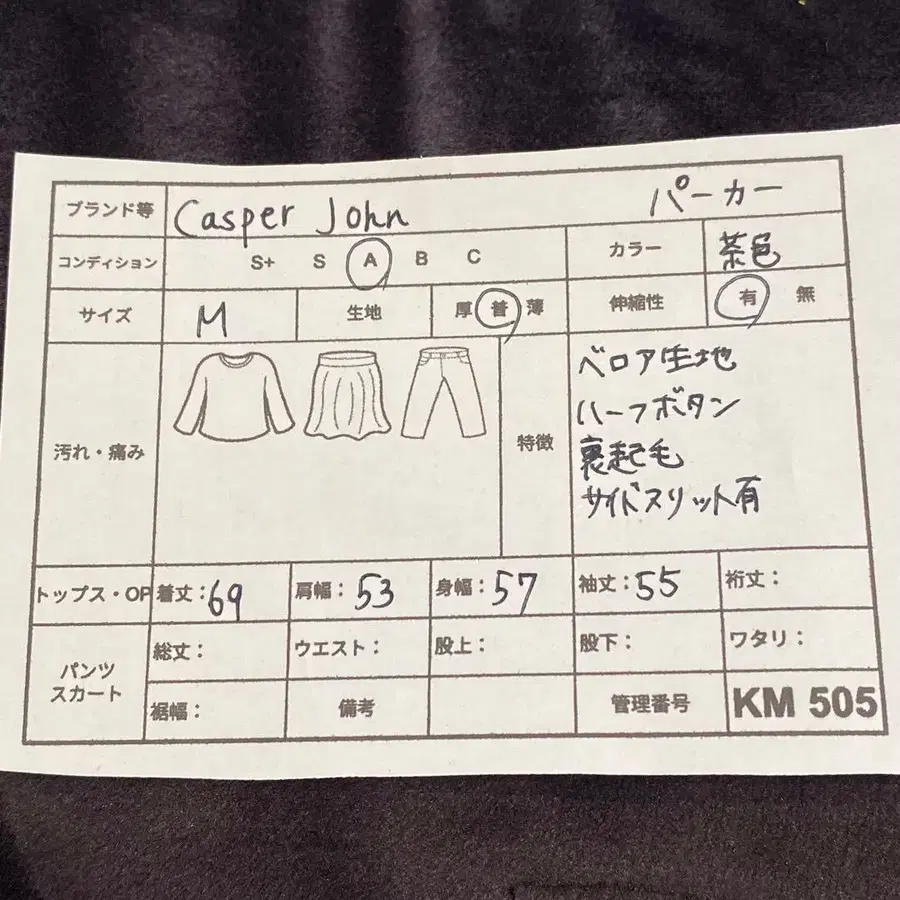 ブランド等 Casper John パーカー
コンディション S+ S A B C カラー 茶色
サイズ M 生地 厚 普 薄 伸縮性 有 無
汚れ・痛み 特徴
ベロア生地
ハーフボタン
裏起毛
サイドスリット有
トップス・OP 着丈：69 肩幅：53 身幅：57 袖丈：55 裄丈：
パンツ
スカート
総丈： ウエスト： 股上： 股下： ワタリ：
裾幅： 備考 管理番号 KM 505